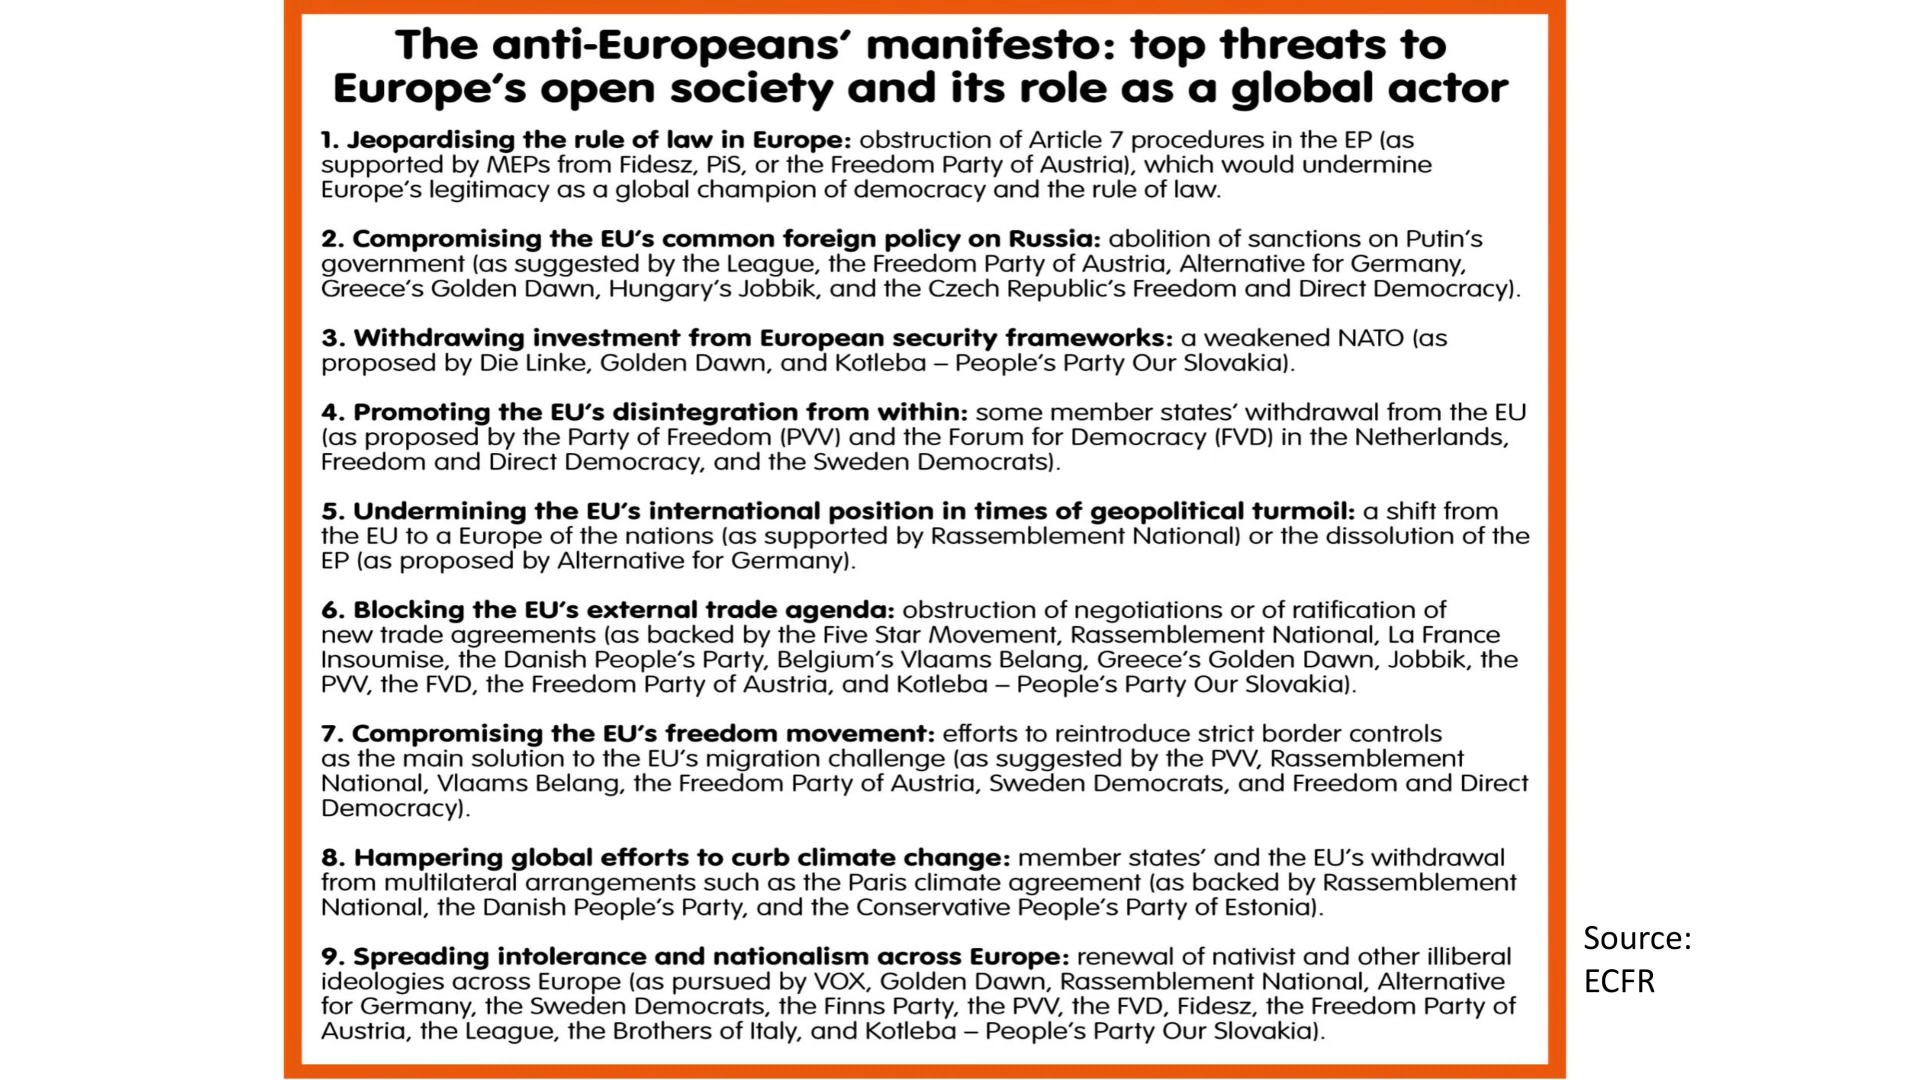 The anti-Europeans’ manifesto: top threats to
Europe’s open society and its role as a global actor
1. Jeopardising the rule of law in Europe: obstruction of Article 7 procedures in the EP (as
supported by MEPs from Fidesz, PiS, or the Freedom Party of Austria), which would undermine
Europe’s legitimacy as a global champion of democracy and the rule of law.
2. Compromising the EU’s common foreign policy on Russia: abolition of sanctions on Putin’s
government (as suggested by the League, the Freedom Party of Austria, Alternative for Germany,
Greece’s Golden Dawn, Hungary’s Jobbik, and the Czech Republic’s Freedom and Direct Democracy).
3. Withdrawing investment from European security frameworks: a weakened NATO (as
proposed by Die Linke, Golden Dawn, and Kotleba – People’s Party Our Slovakia).
4. Promoting the EU’s disintegration from within: some member states’ withdrawal from the EU
(as proposed by the Party of Freedom (PVV) and the Forum for Democracy (FVD) in the Netherlands,
Freedom and Direct Democracy, and the Sweden Democrats).
5. Undermining the EU’s international position in times of geopolitical turmoil: a shift from
the EU to a Europe of the nations (as supported by Rassemblement National) or the dissolution of the
EP (as proposed by Alternative for Germany).
6. Blocking the EU’s external trade agenda: obstruction of negotiations or of ratification of
new trade agreements (as backed by the Five Star Movement, Rassemblement National, La France
Insoumise, the Danish People’s Party, Belgium’s Vlaams Belang, Greece’s Golden Dawn, Jobbik, the
PVV, the FVD, the Freedom Party of Austria, and Kotleba – People’s Party Our Slovakia).
7. Compromising the EU’s freedom movement: efforts to reintroduce strict border controls
as the main solution to the EU’s migration challenge (as suggested by the PVV, Rassemblement
National, Vlaams Belang, the Freedom Party of Austria, Sweden Democrats, and Freedom and Direct
Democracy).
8. Hampering global efforts to curb climate change: member states’ and the EU’s withdrawal
from multilateral arrangements such as the Paris climate agreement (as backed by Rassemblement
National, the Danish People’s Party, and the Conservative People’s Party of Estonia).
9. Spreading intolerance and nationalism across Europe: renewal of nativist and other illiberal
ideologies across Europe (as pursued by VOX, Golden Dawn, Rassemblement National, Alternative
for Germany, the Sweden Democrats, the Finns Party, the PVV, the FVD, Fidesz, the Freedom Party of
Austria, the League, the Brothers of Italy, and Kotleba – People’s Party Our Slovakia).
Source:
ECFR